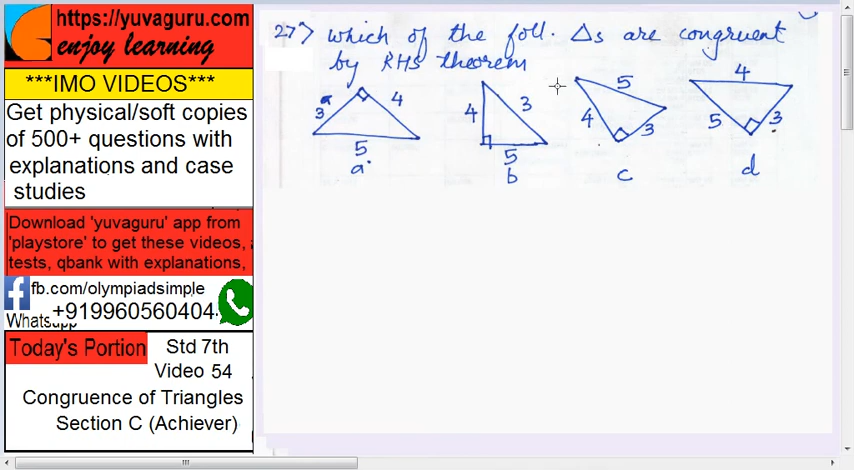 https://yuvaguru.com
enjoy learning
***IMO VIDEOS***
Get physical/soft copies
of 500+ questions with
explanations and case
studies
Download 'yuvaguru' app from
'playstore' to get these videos,
tests, qbank with explanations,
fb.com/olympiadsimple
+919960560404
Whatsapp
Today's Portion
Std 7th
Video 54
Congruence of Triangles
Section C (Achiever)
27> which of the foll. Δs are congruent
by RHS theorem
3 4 5
a
4 3 5
b
5 4 3
c
4 5 3
d